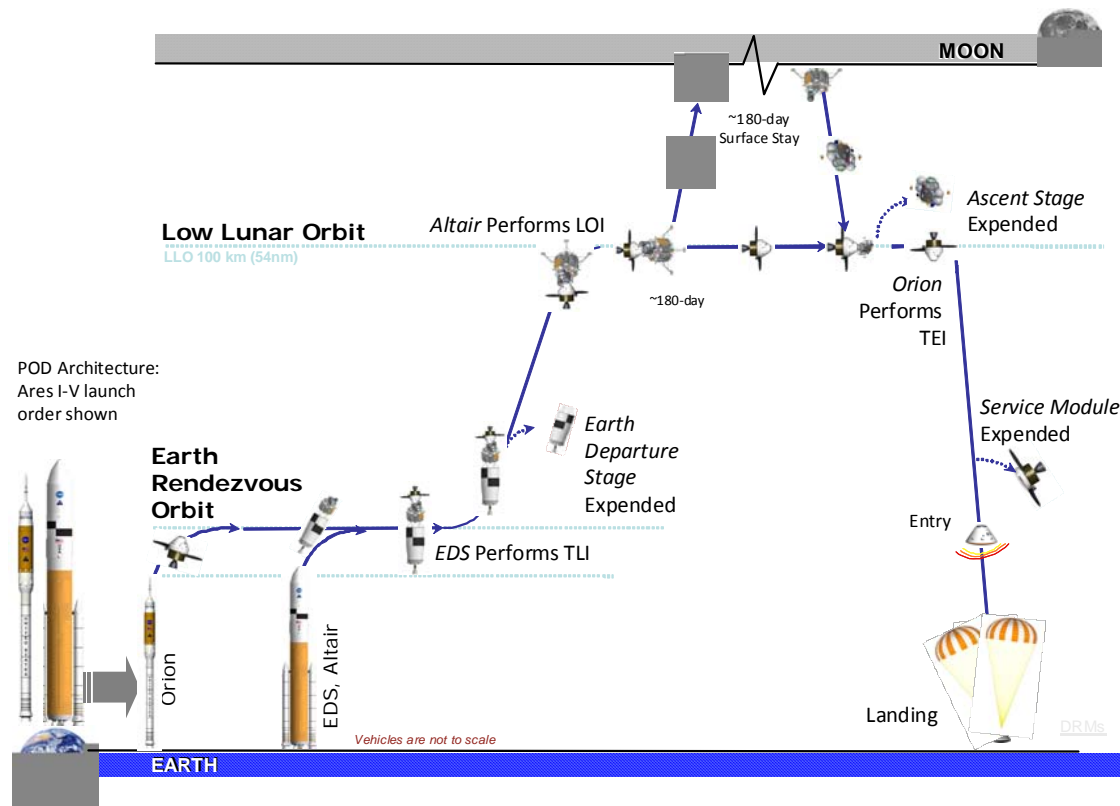 MOON
~180-day
Surface Stay
Ascent Stage
Expended
Altair Performs LOI
Low Lunar Orbit
LLO 100 km (54nm)
~180-day
Orion
Performs
TEI
POD Architecture:
Ares I-V launch
order shown
Service Module
Expended
Earth
Departure
Stage
Expended
Earth
Rendezvous
Orbit
Entry
EDS Performs TLI
Orion
EDS, Altair
Landing
DRMs
Vehicles are not to scale
EARTH